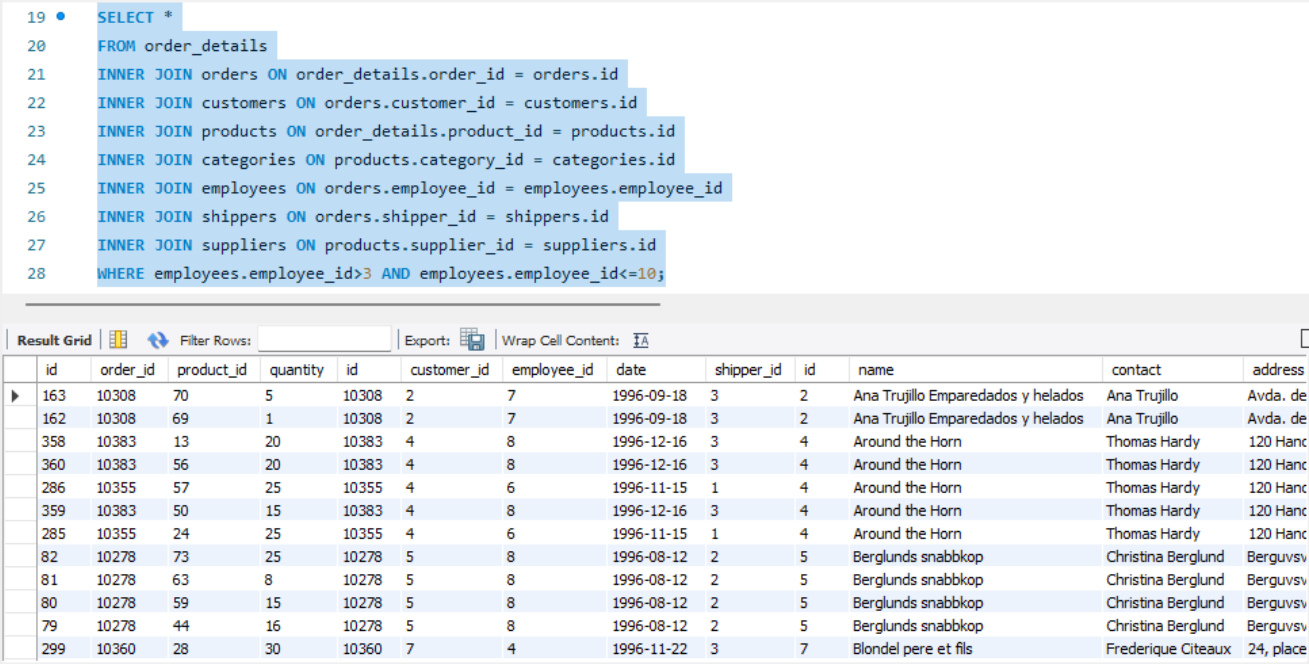 19 SELECT *
20 FROM order_details
21 INNER JOIN orders ON order_details.order_id = orders.id
22 INNER JOIN customers ON orders.customer_id = customers.id
23 INNER JOIN products ON order_details.product_id = products.id
24 INNER JOIN categories ON products.category_id = categories.id
25 INNER JOIN employees ON orders.employee_id = employees.employee_id
26 INNER JOIN shippers ON orders.shipper_id = shippers.id
27 INNER JOIN suppliers ON products.supplier_id = suppliers.id
28 WHERE employees.employee_id>3 AND employees.employee_id<=10;
Result Grid Filter Rows: Export: Wrap Cell Content: IA
id order_id product_id quantity id customer_id employee_id date shipper_id id name contact address
163 10308 70 5 10308 2 7 1996-09-18 3 2 Ana Trujillo Emparedados y helados Ana Trujillo Avda. de
162 10308 69 1 10308 2 7 1996-09-18 3 2 Ana Trujillo Emparedados y helados Ana Trujillo Avda. de
358 10383 13 20 10383 4 8 1996-12-16 3 4 Around the Horn Thomas Hardy 120 Hanc
360 10383 56 20 10383 4 8 1996-12-16 3 4 Around the Horn Thomas Hardy 120 Hanc
286 10355 57 25 10355 4 6 1996-11-15 1 4 Around the Horn Thomas Hardy 120 Hanc
359 10383 50 15 10383 4 8 1996-12-16 3 4 Around the Horn Thomas Hardy 120 Hanc
285 10355 24 25 10355 4 6 1996-11-15 1 4 Around the Horn Thomas Hardy 120 Hanc
82 10278 73 25 10278 5 8 1996-08-12 2 5 Berglunds snabbkop Christina Berglund Berguvsv
81 10278 63 8 10278 5 8 1996-08-12 2 5 Berglunds snabbkop Christina Berglund Berguvsv
80 10278 59 15 10278 5 8 1996-08-12 2 5 Berglunds snabbkop Christina Berglund Berguvsv
79 10278 44 16 10278 5 8 1996-08-12 2 5 Berglunds snabbkop Christina Berglund Berguvsv
299 10360 28 30 10360 7 4 1996-11-22 3 7 Blondel pere et fils Frederique Citeaux 24, place